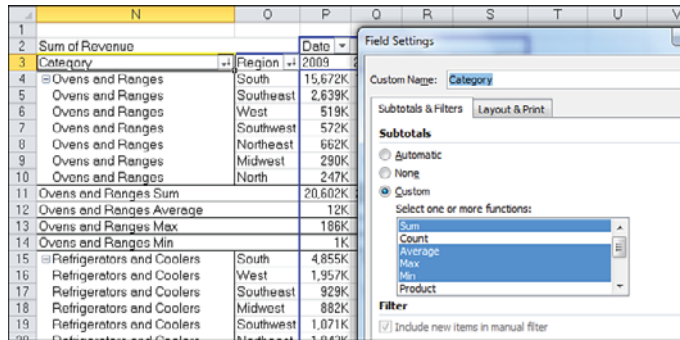 N O P Q R S T U V
1
2 Sum of Revenue Date
3 Category Region 2009
4 Ovens and Ranges South 15,672K
5 Ovens and Ranges Southeast 2,639K
6 Ovens and Ranges West 519K
7 Ovens and Ranges Southwest 572K
8 Ovens and Ranges Northeast 662K
9 Ovens and Ranges Midwest 290K
10 Ovens and Ranges North 247K
11 Ovens and Ranges Sum 20,602K
12 Ovens and Ranges Average 12K
13 Ovens and Ranges Max 186K
14 Ovens and Ranges Min 1K
15 Refrigerators and Coolers South 4,855K
16 Refrigerators and Coolers West 1,957K
17 Refrigerators and Coolers Southeast 929K
18 Refrigerators and Coolers Midwest 882K
19 Refrigerators and Coolers Southwest 1,071K
Field Settings
Custom Name: Category
Subtotals & Filters Layout & Print
Subtotals
Automatic
None
Custom
Select one or more functions:
Sum
Count
Average
Max
Min
Product
Filter
Include new items in manual filter